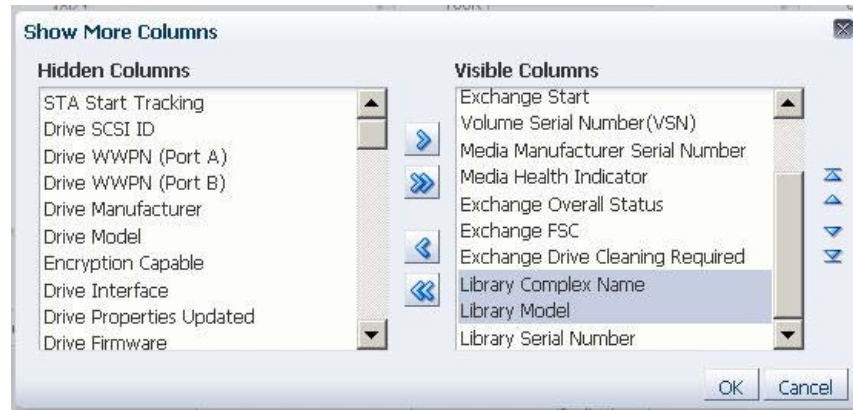 Show More Columns
Hidden Columns
STA Start Tracking
Drive SCSI ID
Drive WWPN (Port A)
Drive WWPN (Port B)
Drive Manufacturer
Drive Model
Encryption Capable
Drive Interface
Drive Properties Updated
Drive Firmware
Visible Columns
Exchange Start
Volume Serial Number(VSN)
Media Manufacturer Serial Number
Media Health Indicator
Exchange Overall Status
Exchange FSC
Exchange Drive Cleaning Required
Library Complex Name
Library Model
Library Serial Number
OK
Cancel